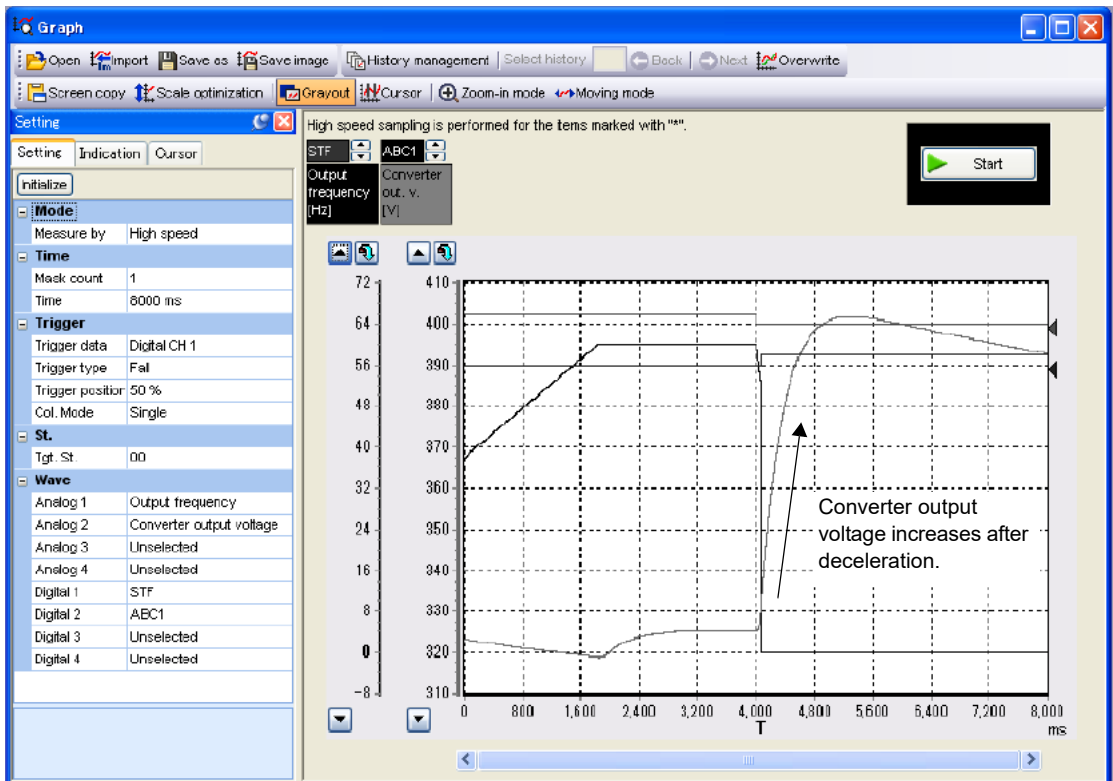 Graph
Open Import Save as Save image History management Select history Back Next Overwrite
Screen copy Scale optimization Grayout Cursor Zoom-in mode Moving mode
Setting
Setting Indication Cursor
Initialize
Mode
Measure by High speed
Time
Mask count 1
Time 8000 ms
Trigger
Trigger data Digital CH 1
Trigger type Fall
Trigger position 50 %
Col. Mode Single
St.
Tgt. St. 00
Wave
Analog 1 Output frequency
Analog 2 Converter output voltage
Analog 3 Unselected
Analog 4 Unselected
Digital 1 STF
Digital 2 ABC1
Digital 3 Unselected
Digital 4 Unselected
High speed sampling is performed for the items marked with "*".
STF ABC1
Output frequency [Hz]
Converter out. v. [V]
Start
72 410
64 400
56 390
48 380
40 370
32 360
24 350
16 340
8 330
0 320
-8 310
Converter output
voltage increases after
deceleration.
0 800 1,600 2,400 3,200 4,000 4,800 5,600 6,400 7,200 8,000
T
ms